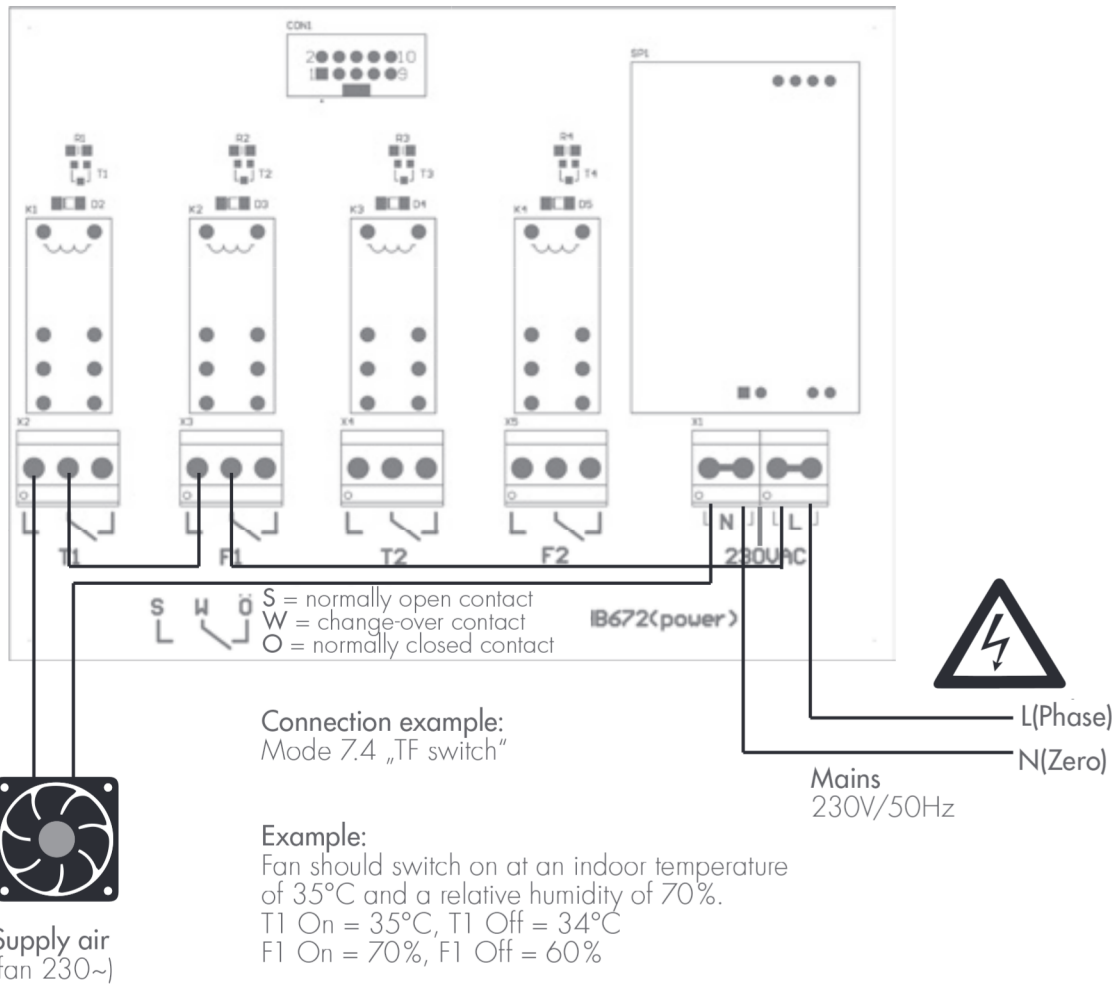 CON1
2 10
1 9
SP1
R1 R2 R3 R4
T1 T2 T3 T4
D2 D3 D4 D5
K1 K2 K3 K4
X2 X3 X4 X5 X1
N L
T1 F1 T2 F2 230VAC
S W Ö
S = normally open contact
W = change-over contact
O = normally closed contact
IB672(power)
Connection example:
Mode 7.4 „TF switch“
L(Phase)
N(Zero)
Mains
230V/50Hz
Example:
Fan should switch on at an indoor temperature
of 35°C and a relative humidity of 70%.
T1 On = 35°C, T1 Off = 34°C
F1 On = 70%, F1 Off = 60%
Supply air
fan 230~)